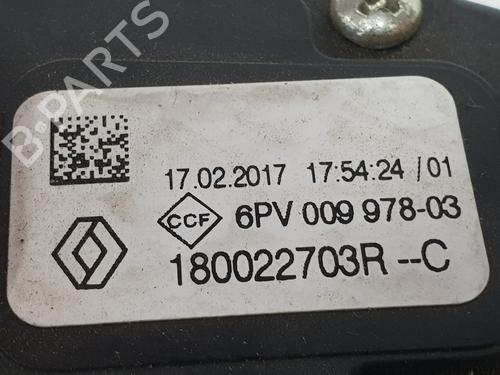 B-PARTS
17.02.2017 17:54:24 /01
CCF 6PV 009 978-03
180022703R --C